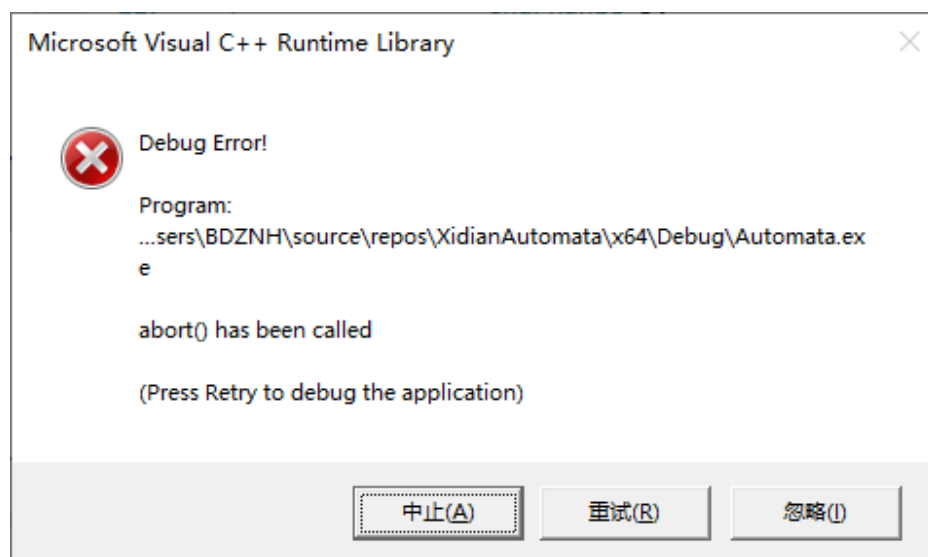 Microsoft Visual C++ Runtime Library
Debug Error!
Program:
...sers\BDZNH\source\repos\XidianAutomata\x64\Debug\Automata.ex
e
abort() has been called
(Press Retry to debug the application)
中止(A) 重试(R) 忽略(I)